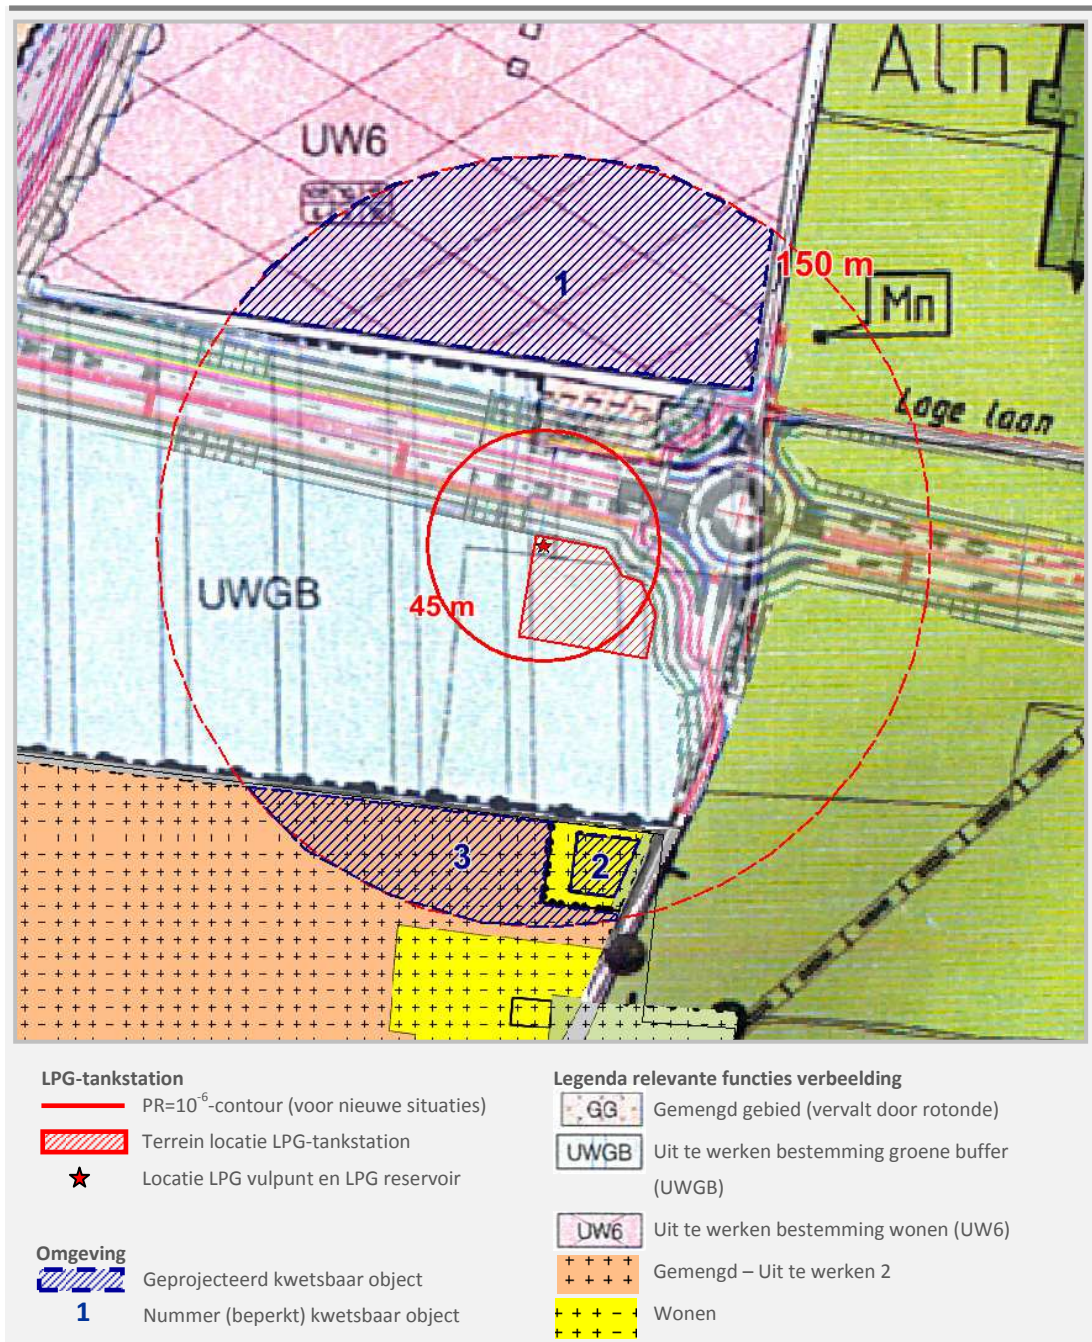 Aln
UW6
150 m
1
Mn
Lage laan
UWGB
45 m
3
2
LPG-tankstation
PR=10⁻⁶-contour (voor nieuwe situaties)
Terrein locatie LPG-tankstation
Locatie LPG vulpunt en LPG reservoir
Omgeving
Geprojecteerd kwetsbaar object
1 Nummer (beperkt) kwetsbaar object
Legenda relevante functies verbeelding
GG Gemengd gebied (vervalt door rotonde)
UWGB Uit te werken bestemming groene buffer
(UWGB)
UW6 Uit te werken bestemming wonen (UW6)
Gemengd – Uit te werken 2
Wonen